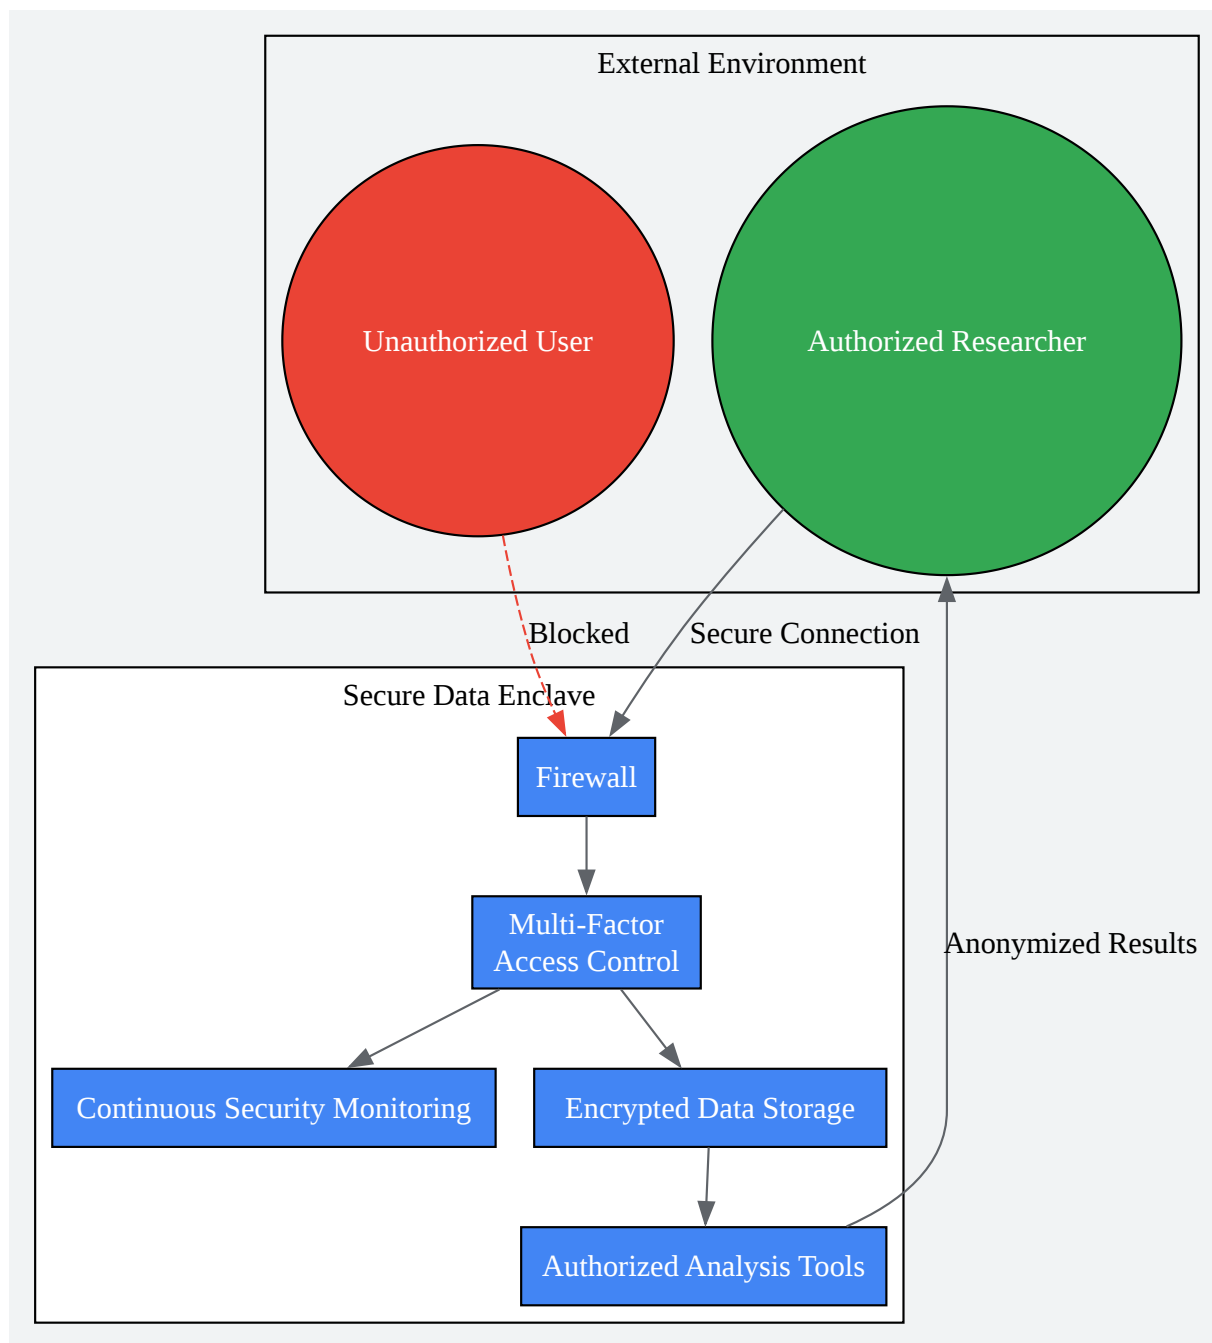 External Environment
Unauthorized User
Authorized Researcher
Blocked
Secure Connection
Secure Data Enclave
Firewall
Multi-Factor
Access Control
Anonymized Results
Continuous Security Monitoring
Encrypted Data Storage
Authorized Analysis Tools